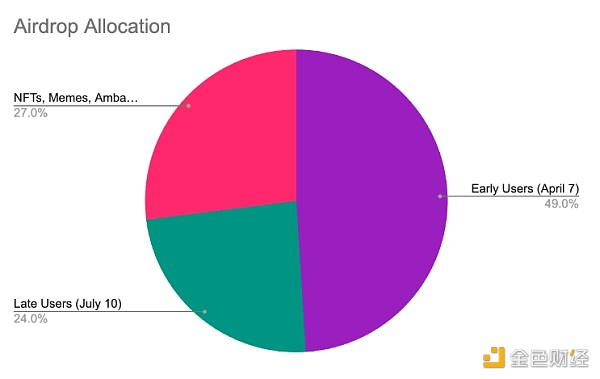 Airdrop Allocation
NFTs, Memes, Amba…
27.0%
Early Users (April 7)
49.0%
Late Users (July 10)
24.0%
金色财经